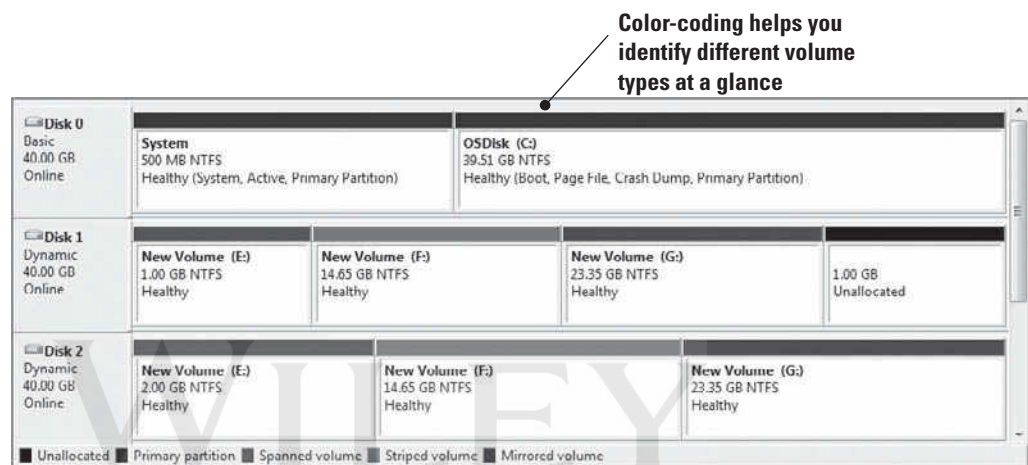 Color-coding helps you
identify different volume
types at a glance
Disk 0
Basic
40.00 GB
Online
System
500 MB NTFS
Healthy (System, Active, Primary Partition)
OSDisk (C:)
39.51 GB NTFS
Healthy (Boot, Page File, Crash Dump, Primary Partition)
Disk 1
Dynamic
40.00 GB
Online
New Volume (E:)
1.00 GB NTFS
Healthy
New Volume (F:)
14.65 GB NTFS
Healthy
New Volume (G:)
23.35 GB NTFS
Healthy
1.00 GB
Unallocated
Disk 2
Dynamic
40.00 GB
Online
New Volume (E:)
2.00 GB NTFS
Healthy
New Volume (F:)
14.65 GB NTFS
Healthy
New Volume (G:)
23.35 GB NTFS
Healthy
WILEY
Unallocated Primary partition Spanned volume Striped volume Mirrored volume